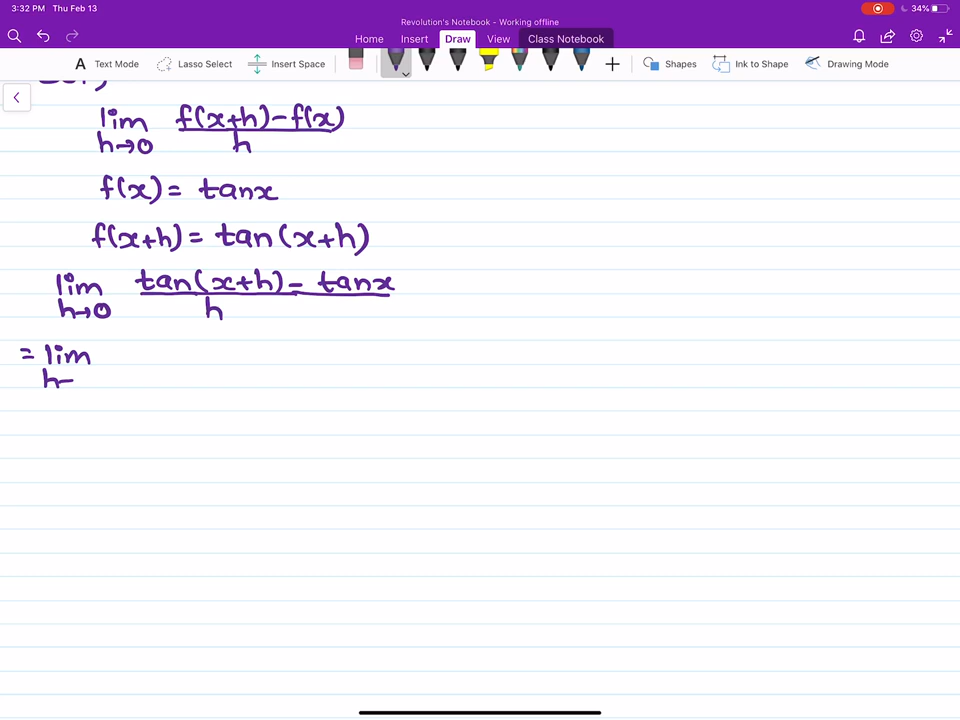 3:32 PM Thu Feb 13
34%
Revolution's Notebook - Working offline
Home Insert Draw View Class Notebook
Text Mode Lasso Select Insert Space Shapes Ink to Shape Drawing Mode
lim f(x+h)-f(x)
h→0 h
f(x) = tanx
f(x+h) = tan(x+h)
lim tan(x+h) - tanx
h→0 h
= lim
h-